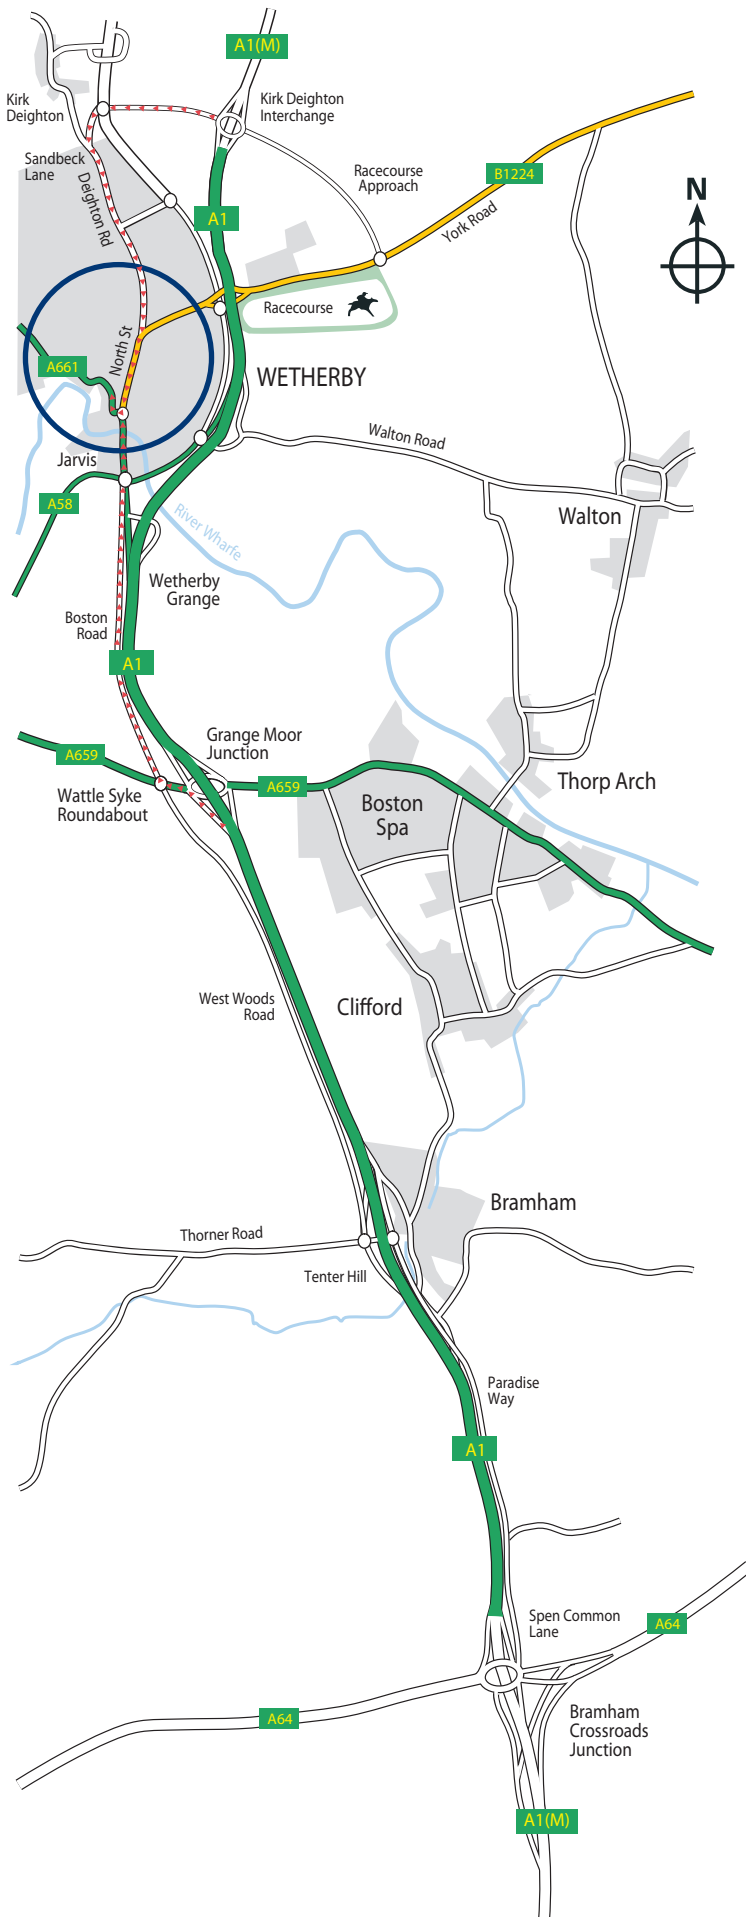 A1(M)
Kirk
Deighton
Kirk Deighton
Interchange
Sandbeck
Lane
Deighton Rd
Racecourse
Approach
B1224
York Road
N
A1
Racecourse
North St
A661
WETHERBY
Walton Road
Jarvis
A58
River Wharfe
Walton
Wetherby
Grange
Boston
Road
A1
Grange Moor
Junction
A659
A659
Wattle Syke
Roundabout
Boston
Spa
Thorp Arch
West Woods
Road
Clifford
Bramham
Thorner Road
Tenter Hill
Paradise
Way
A1
Spen Common
Lane
A64
A64
Bramham
Crossroads
Junction
A1(M)